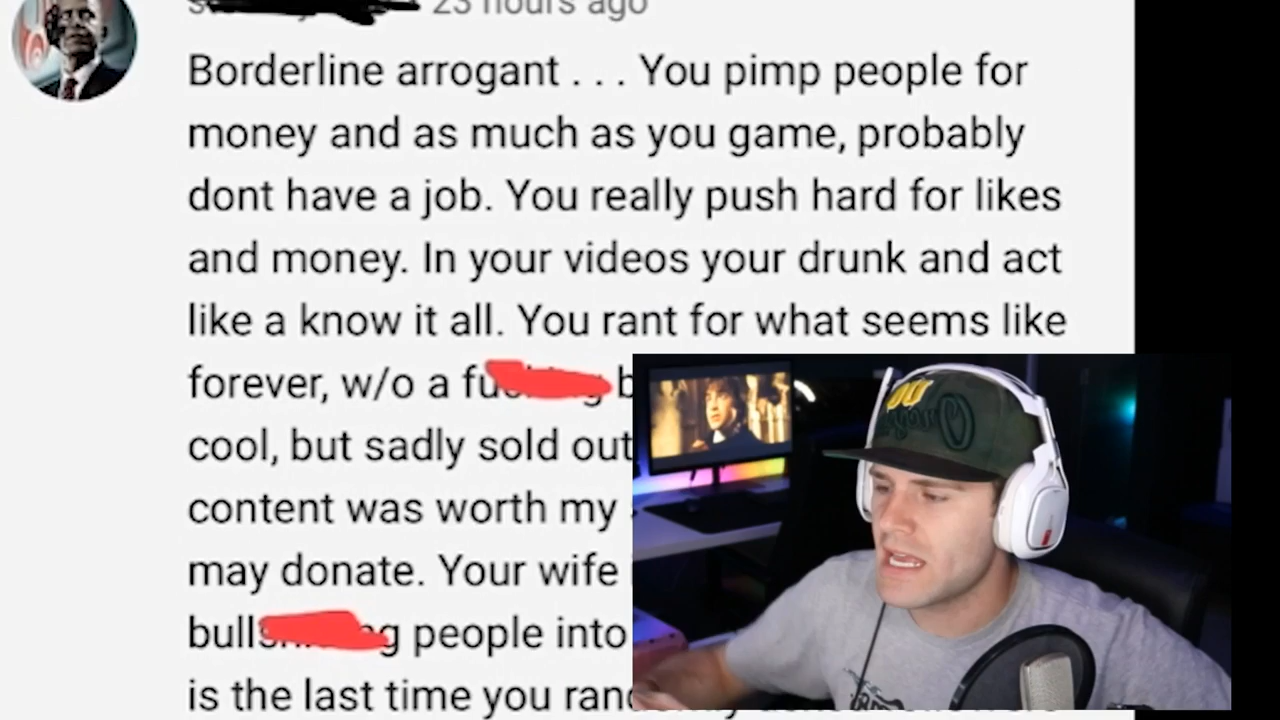 23 hours ago
Borderline arrogant . . . You pimp people for
money and as much as you game, probably
dont have a job. You really push hard for likes
and money. In your videos your drunk and act
like a know it all. You rant for what seems like
forever, w/o a
cool, but sadly sold out
content was worth my
may donate. Your wife
people into
is the last time you